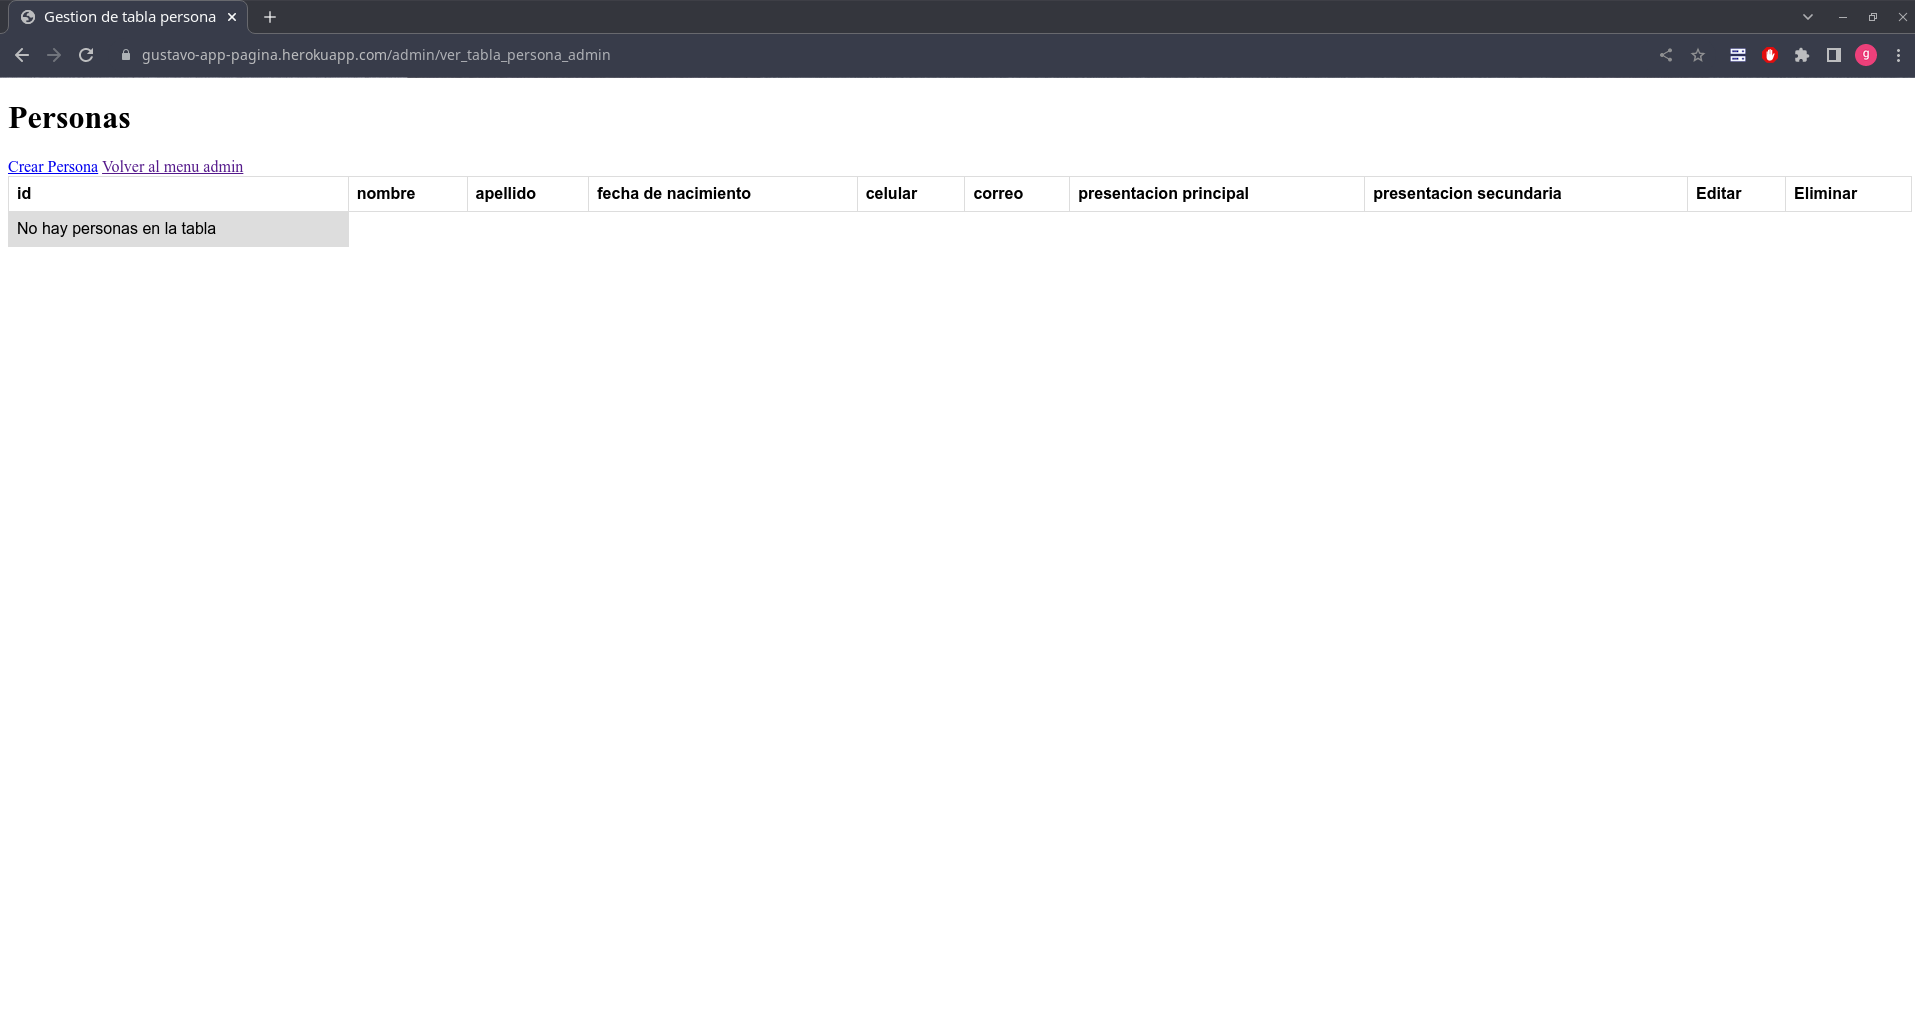 Gestion de tabla persona
gustavo-app-pagina.herokuapp.com/admin/ver_tabla_persona_admin
g
Personas
Crear Persona Volver al menu admin
id nombre apellido fecha de nacimiento celular correo presentacion principal presentacion secundaria Editar Eliminar
No hay personas en la tabla